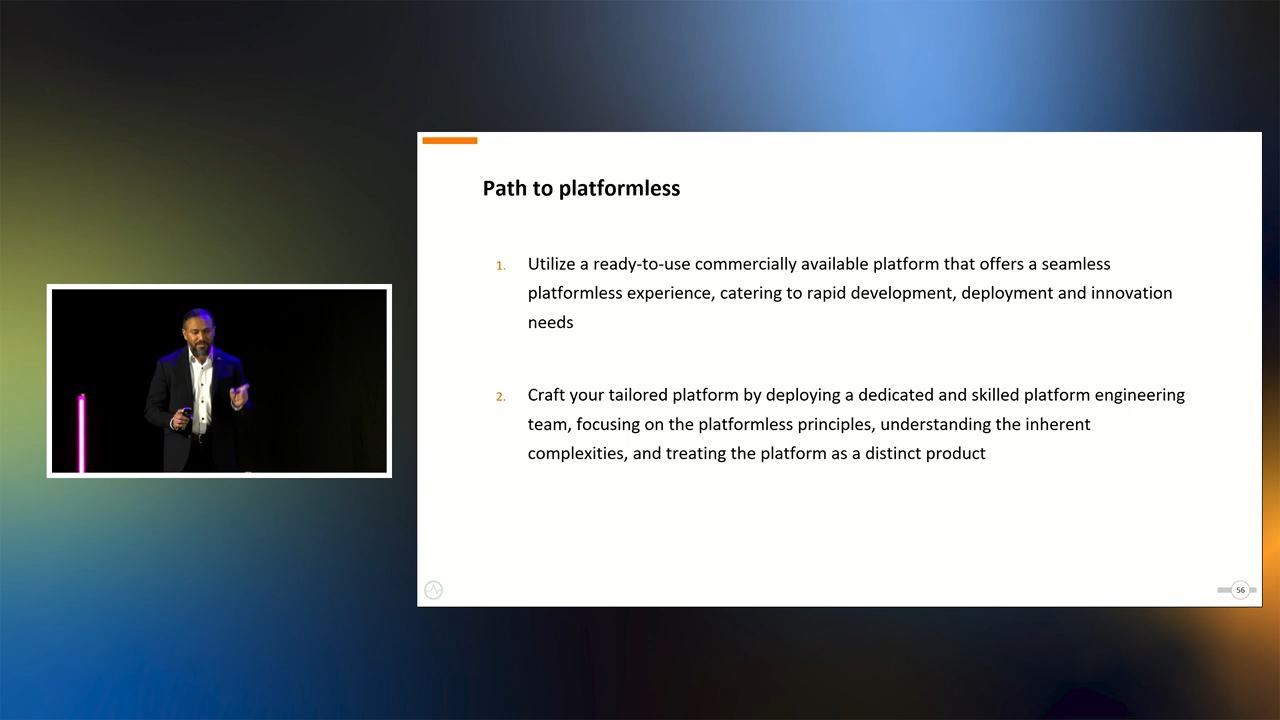 Path to platformless
1. Utilize a ready-to-use commercially available platform that offers a seamless
platformless experience, catering to rapid development, deployment and innovation
needs
2. Craft your tailored platform by deploying a dedicated and skilled platform engineering
team, focusing on the platformless principles, understanding the inherent
complexities, and treating the platform as a distinct product
56